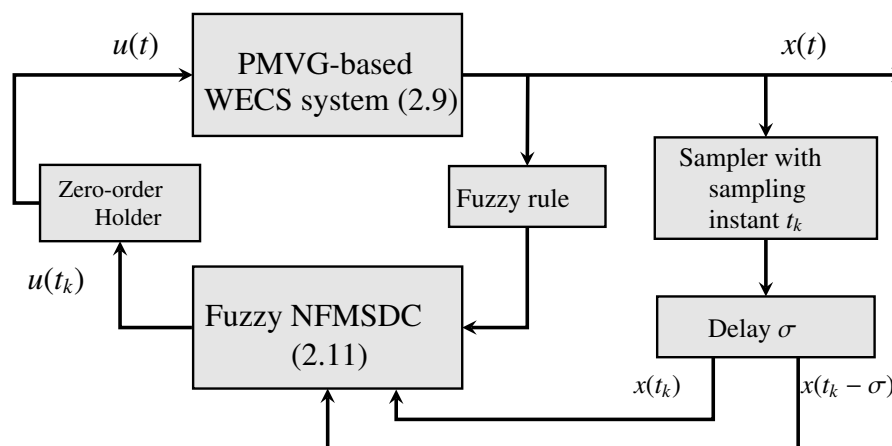 u(t)
x(t)
PMVG-based
WECS system (2.9)
Sampler with
sampling
instant t_k
Zero-order
Holder
Fuzzy rule
u(t_k)
Fuzzy NFMSDC
(2.11)
Delay σ
x(t_k)
x(t_k − σ)